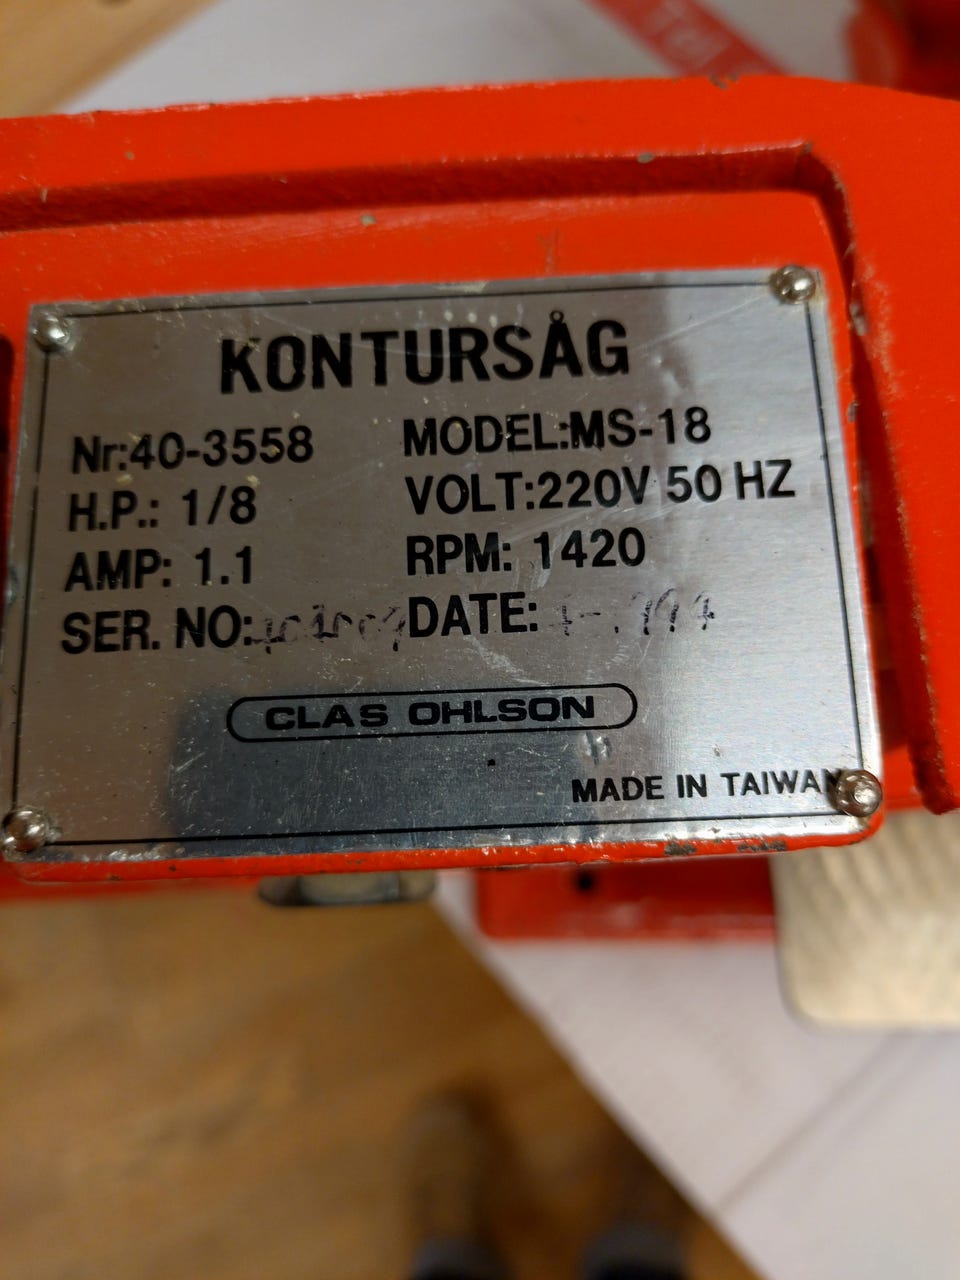 KONTURSÅG
Nr:40-3558 MODEL:MS-18
H.P.: 1/8 VOLT:220V 50 HZ
AMP: 1.1 RPM: 1420
SER. NO: DATE:
CLAS OHLSON
MADE IN TAIWAN